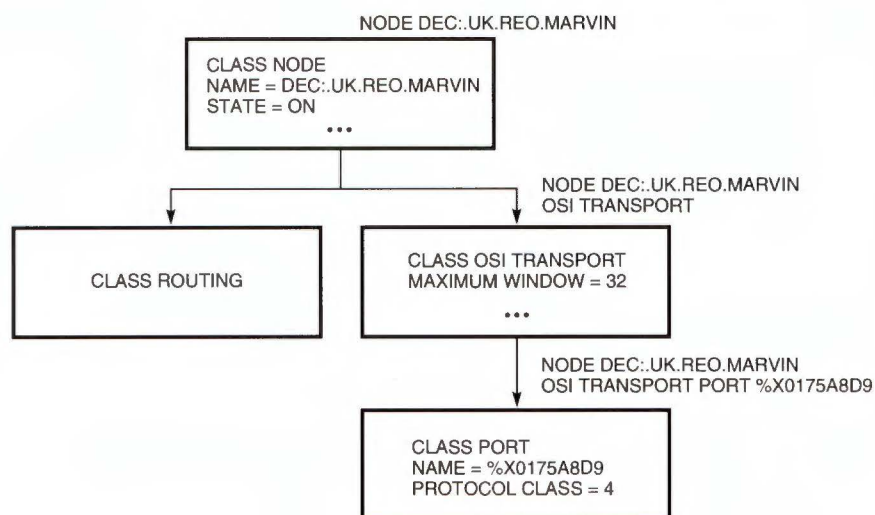 NODE DEC:.UK.REO.MARVIN
CLASS NODE
NAME = DEC:.UK.REO.MARVIN
STATE = ON
•••
NODE DEC:.UK.REO.MARVIN
OSI TRANSPORT
CLASS ROUTING
CLASS OSI TRANSPORT
MAXIMUM WINDOW = 32
•••
NODE DEC:.UK.REO.MARVIN
OSI TRANSPORT PORT %X0175A8D9
CLASS PORT
NAME = %X0175A8D9
PROTOCOL CLASS = 4